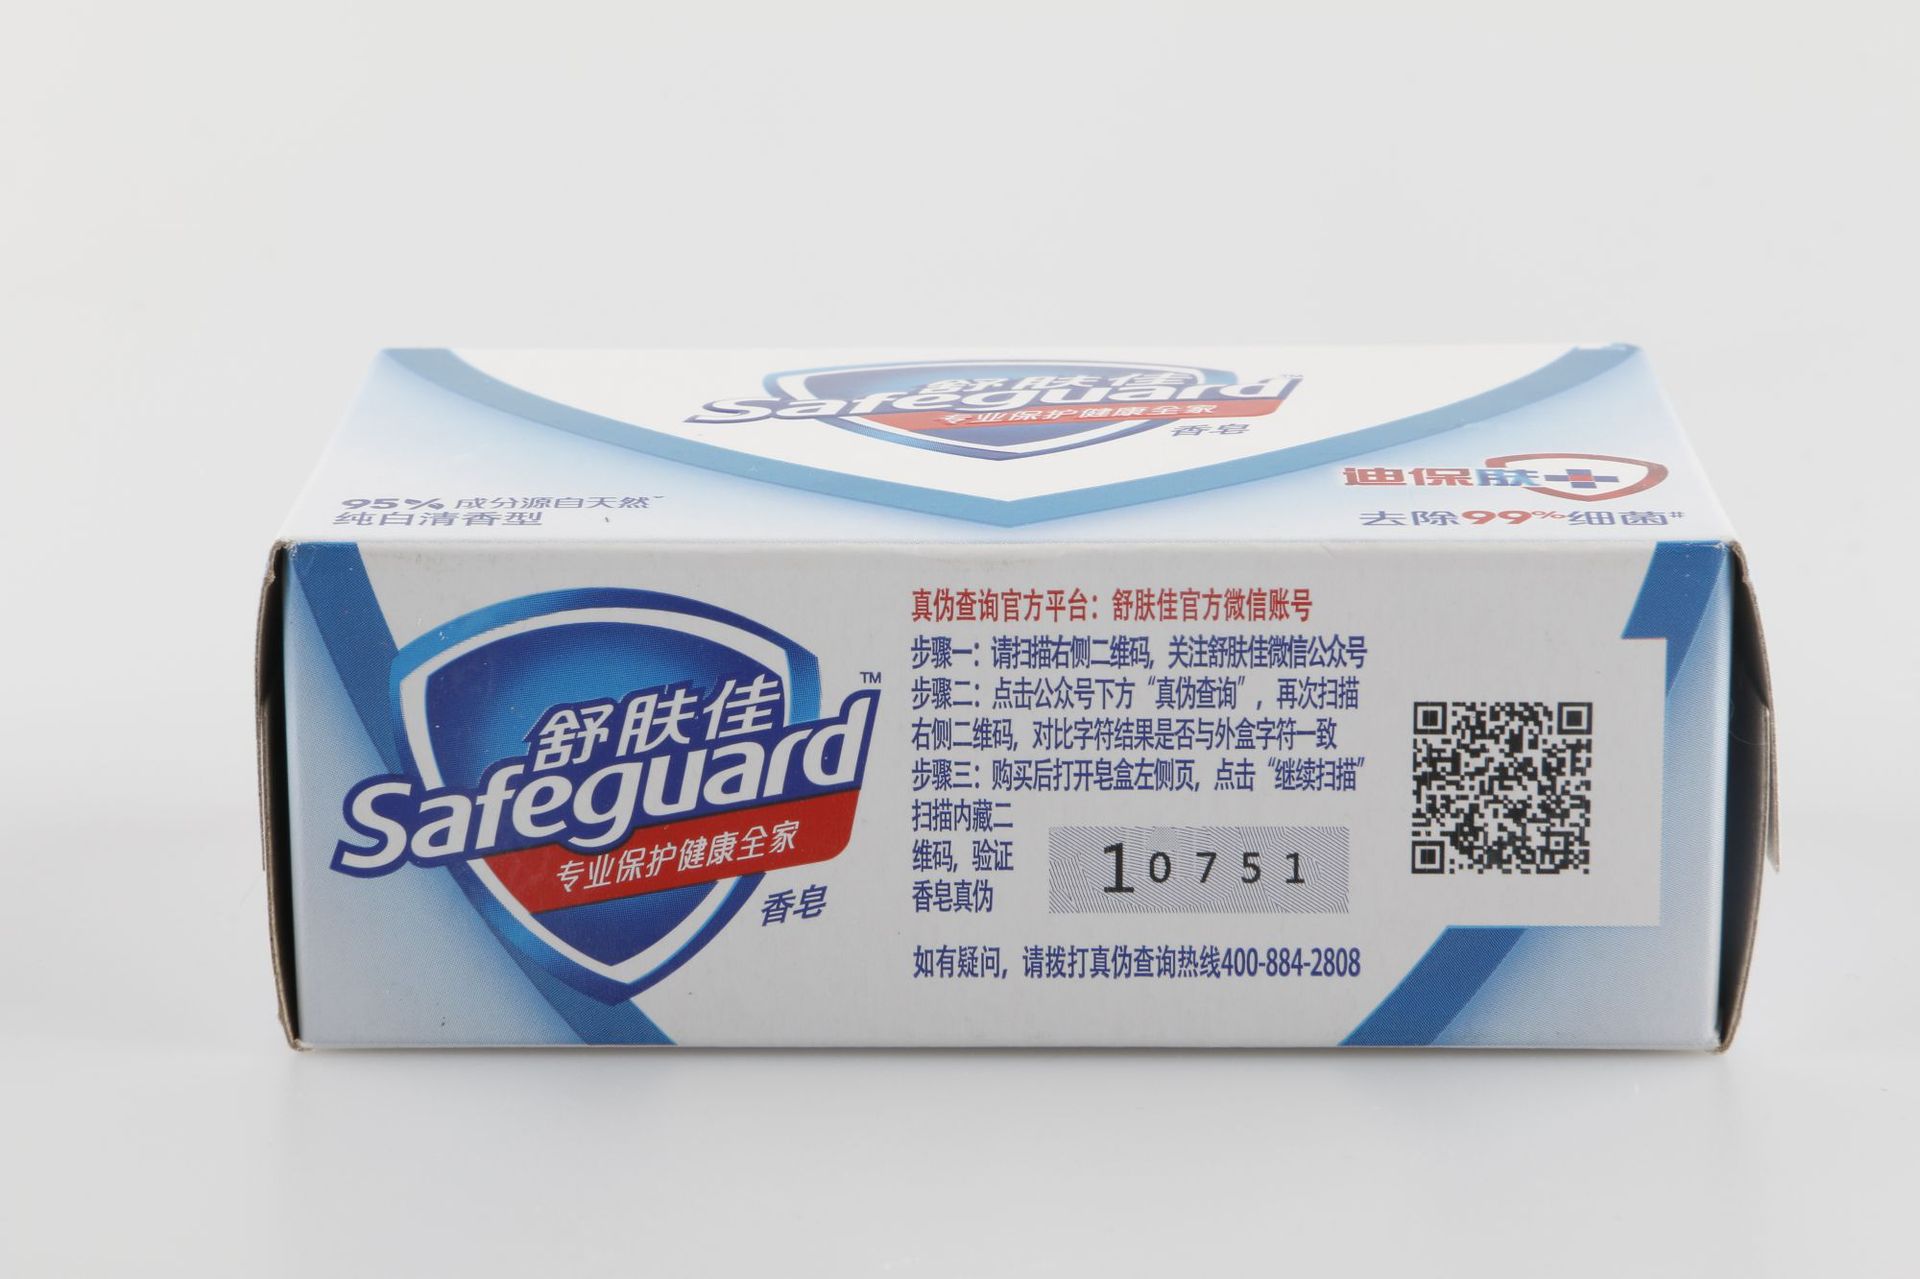 舒肤佳
Safeguard™
专业保护健康全家
香皂
95%成分源自天然~
纯白清香型
迪保肤+
去除99%细菌#
舒肤佳
Safeguard™
专业保护健康全家
香皂
真伪查询官方平台：舒肤佳官方微信账号
步骤一：请扫描右侧二维码，关注舒肤佳微信公众号
步骤二：点击公众号下方“真伪查询”，再次扫描
右侧二维码，对比字符结果是否与外盒字符一致
步骤三：购买后打开皂盒左侧页，点击“继续扫描”
扫描内藏二
维码，验证
香皂真伪
10751
如有疑问，请拨打真伪查询热线400-884-2808